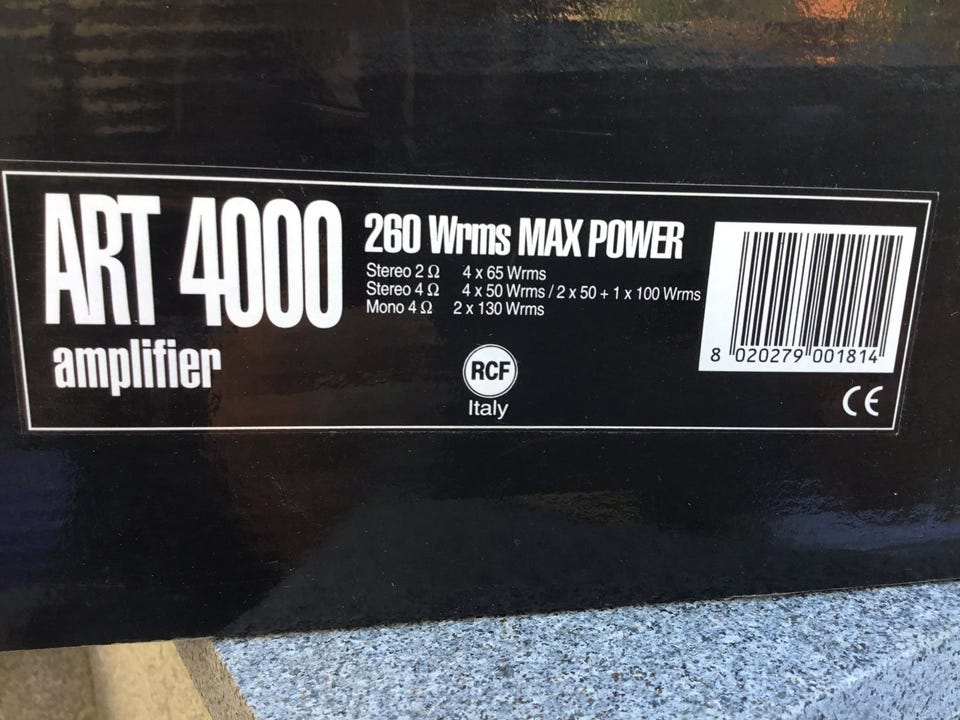 ART 4000
amplifier
260 Wrms MAX POWER
Stereo 2 Ω 4 x 65 Wrms
Stereo 4 Ω 4 x 50 Wrms / 2 x 50 + 1 x 100 Wrms
Mono 4 Ω 2 x 130 Wrms
RCF
Italy
8 020279 001814
CE